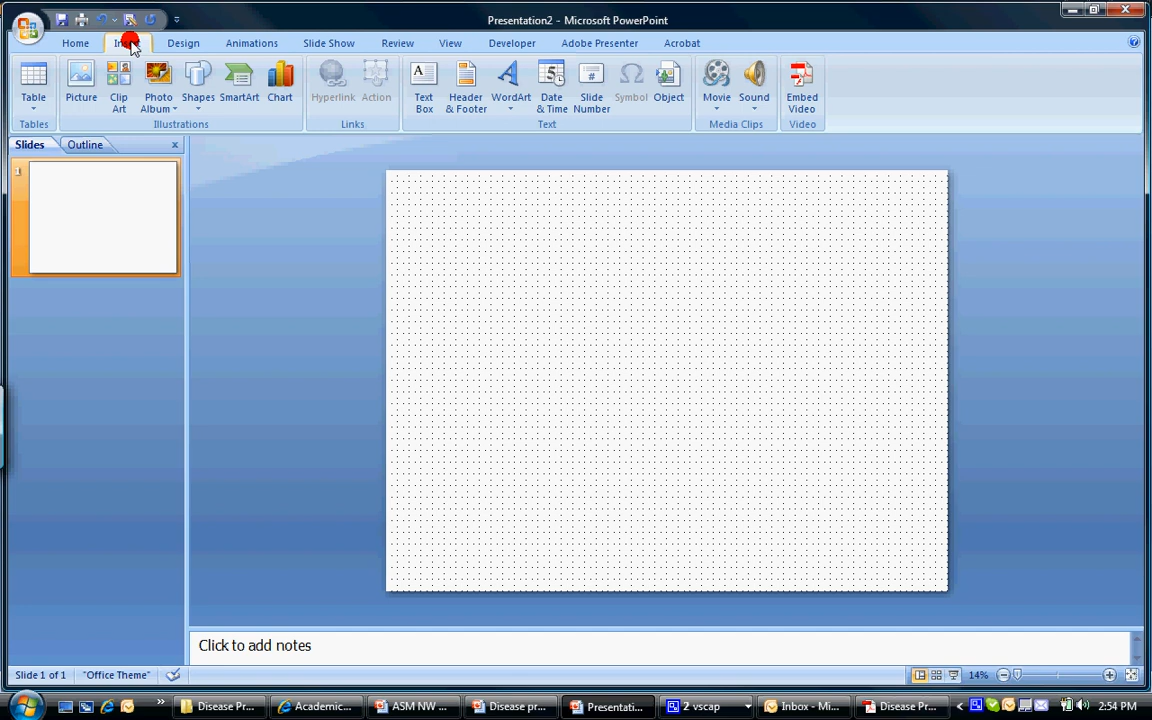 Presentation2 - Microsoft PowerPoint
Home Design Animations Slide Show Review View Developer Adobe Presenter Acrobat
Table Picture Clip Art Photo Album Shapes SmartArt Chart Hyperlink Action Text Box Header & Footer WordArt Date & Time Slide Number Symbol Object Movie Sound Embed Video
Tables Illustrations Links Text Media Clips Video
Slides Outline
1
Click to add notes
Slide 1 of 1 "Office Theme" 14%
Disease Pr... Academic... ASM NW ... Disease pr... Presentati... 2 vscap Inbox - Mi... Disease Pr... 2:54 PM